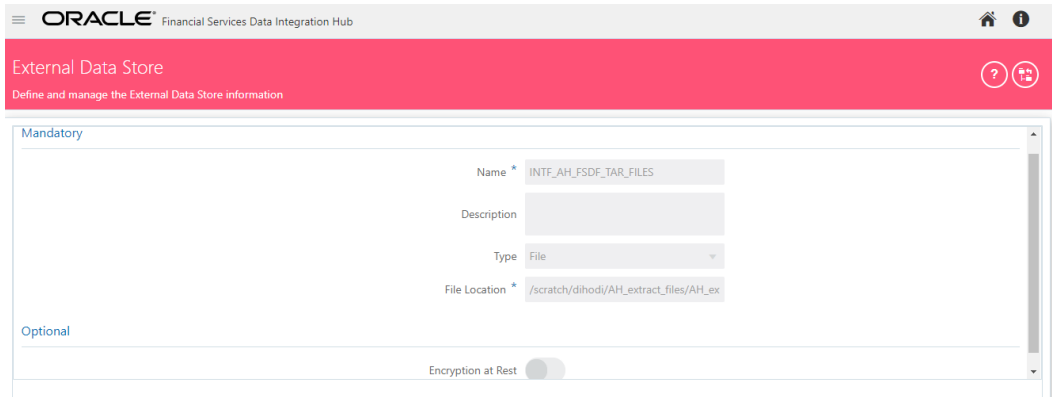 ORACLE® Financial Services Data Integration Hub
External Data Store
Define and manage the External Data Store information
Mandatory
Name * INTF_AH_FSDF_TAR_FILES
Description
Type File
File Location * /scratch/dihodi/AH_extract_files/AH_ex
Optional
Encryption at Rest